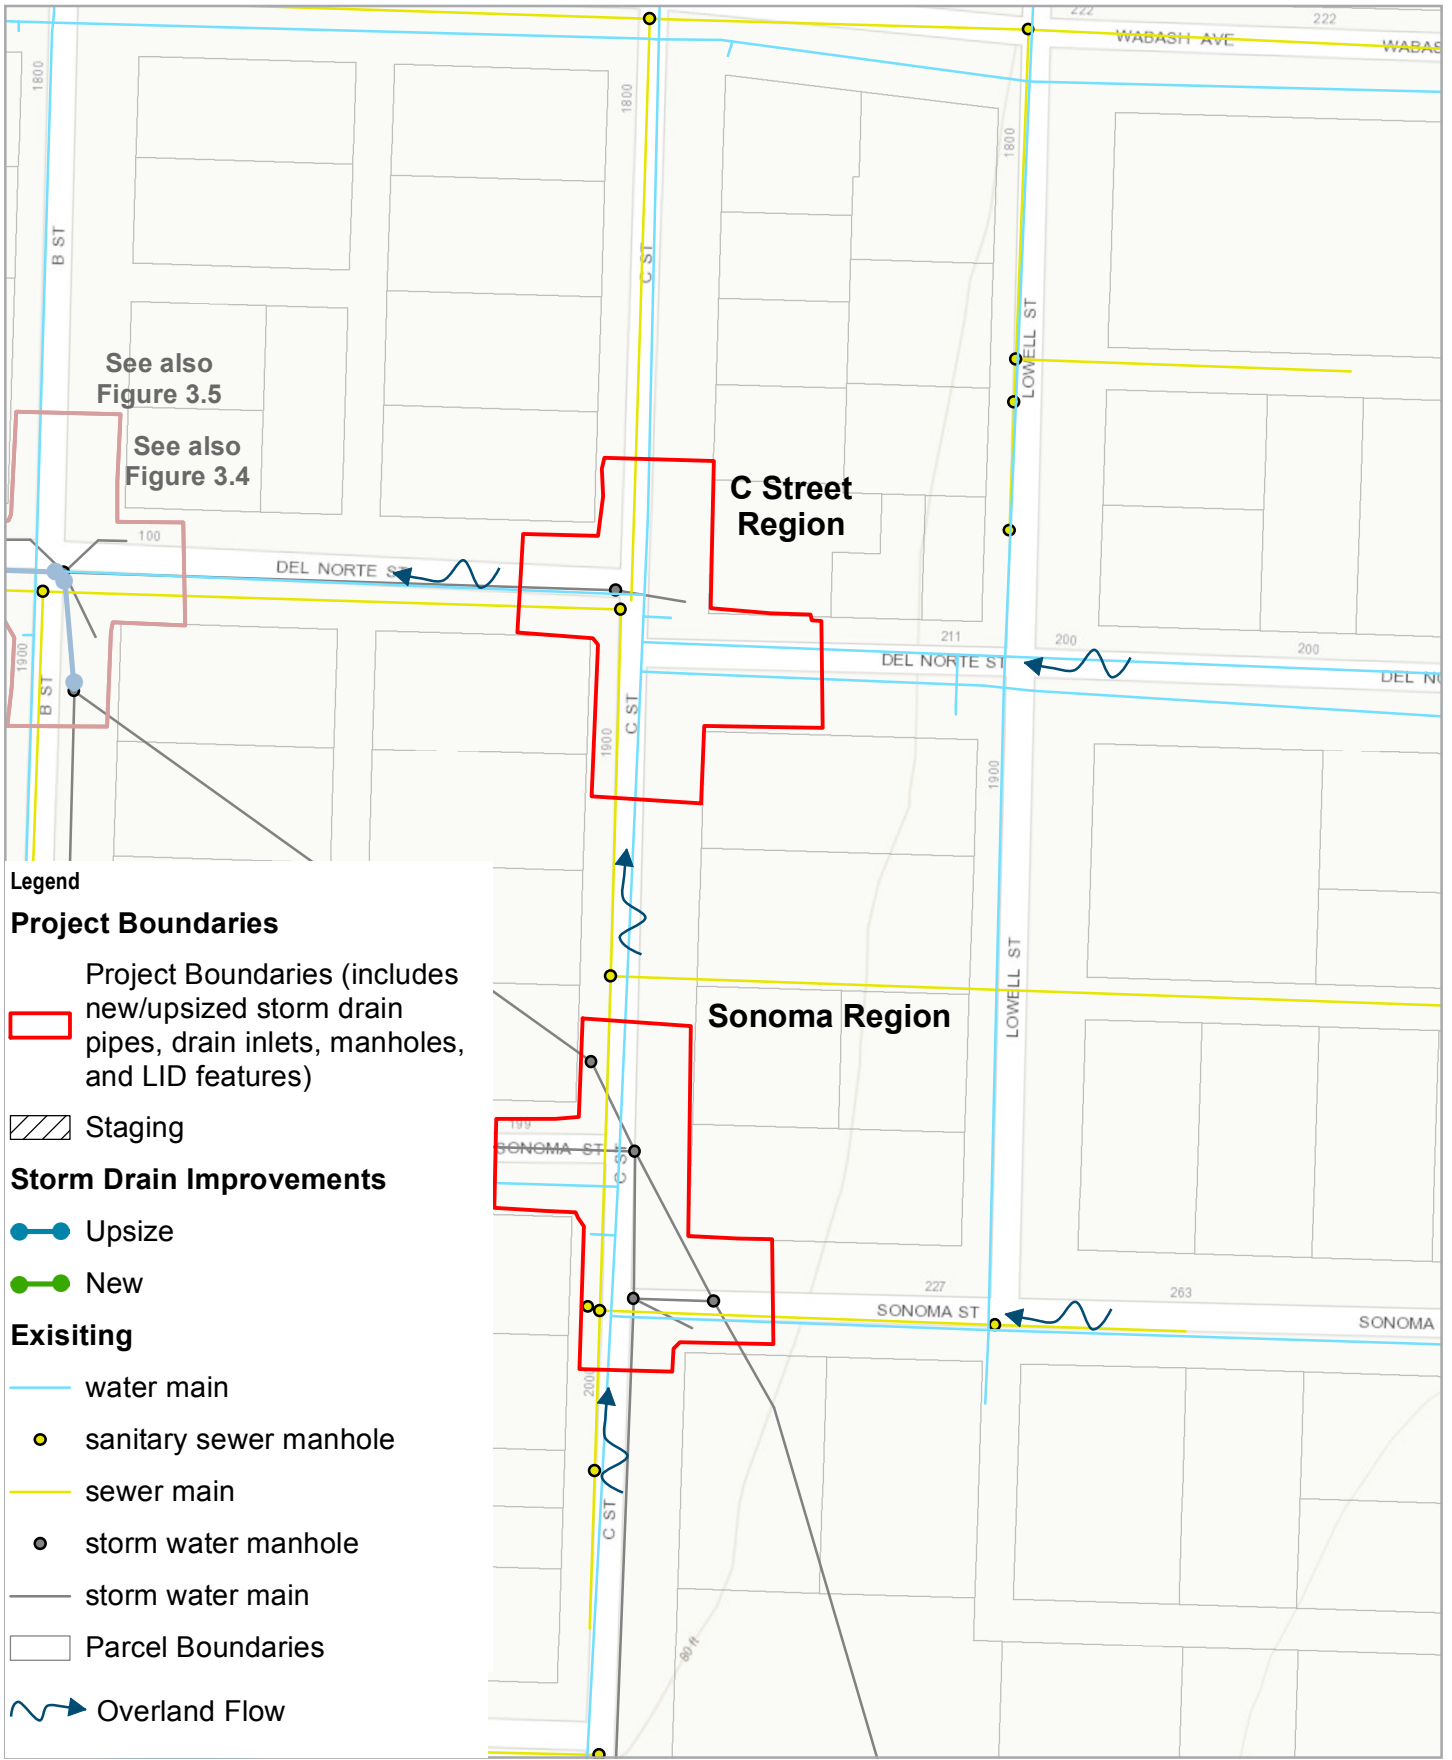 222
222
WABASH AVE
WABAS
1800
1800
1800
B ST
C ST
LOWELL ST
See also
Figure 3.5
See also
Figure 3.4
C Street
Region
100
DEL NORTE ST
211
200
200
DEL NORTE ST
DEL NO
1900
B ST
C ST
1900
1900
LOWELL ST
Sonoma Region
199
SONOMA ST
C ST
227
263
SONOMA ST
SONOMA
2000
C ST
80 ft
Legend
Project Boundaries
Project Boundaries (includes
new/upsized storm drain
pipes, drain inlets, manholes,
and LID features)
Staging
Storm Drain Improvements
Upsize
New
Exisiting
water main
sanitary sewer manhole
sewer main
storm water manhole
storm water main
Parcel Boundaries
Overland Flow